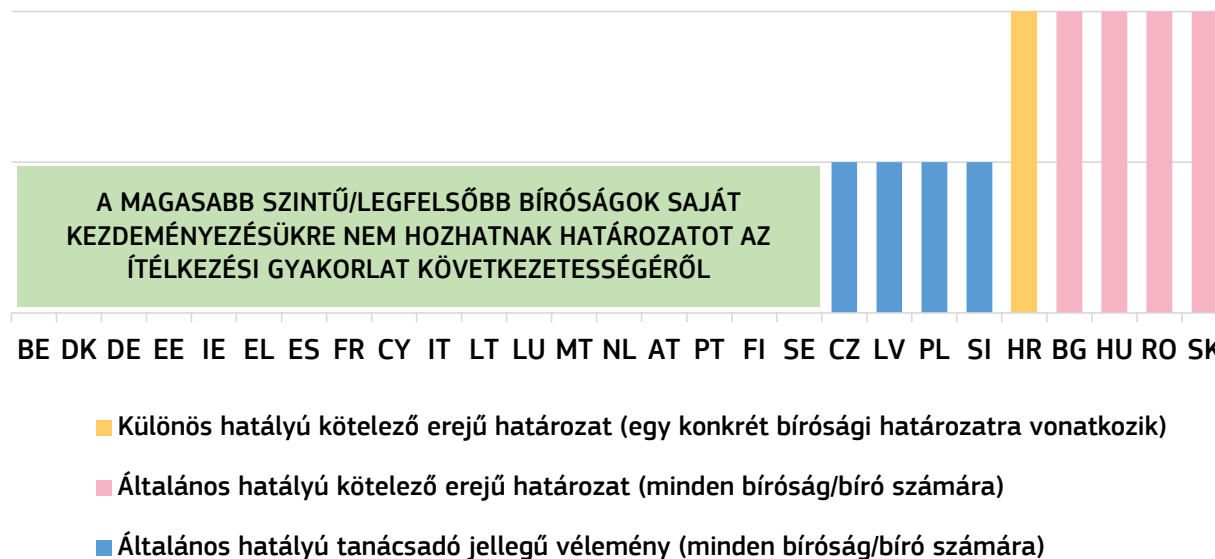 A MAGASABB SZINTŰ/LEGFELSŐBB BÍRÓSÁGOK SAJÁT
KEZDEMÉNYEZÉSÜKRE NEM HOZHATNAK HATÁROZATOT AZ
ÍTÉLKEZÉSI GYAKORLAT KÖVETKEZETESSÉGÉRŐL
BE DK DE EE IE EL ES FR CY IT LT LU MT NL AT PT FI SE CZ LV PL SI HR BG HU RO SK
Különös hatályú kötelező erejű határozat (egy konkrét bírósági határozatra vonatkozik)
Általános hatályú kötelező erejű határozat (minden bíróság/bíró számára)
Általános hatályú tanácsadó jellegű vélemény (minden bíróság/bíró számára)